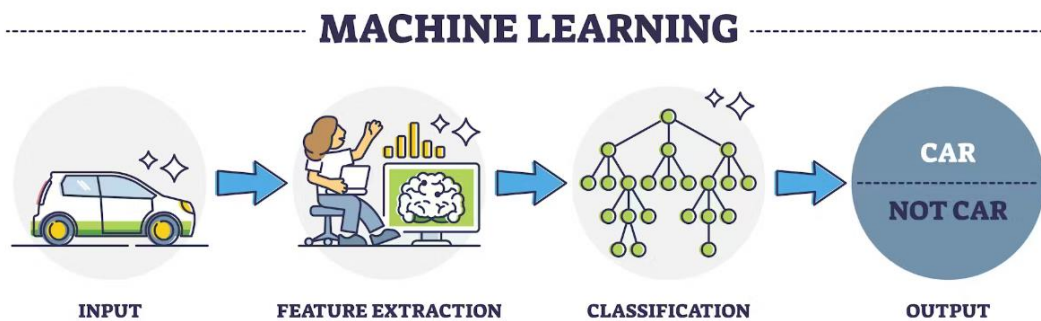 MACHINE LEARNING
CAR
NOT CAR
INPUT
FEATURE EXTRACTION
CLASSIFICATION
OUTPUT